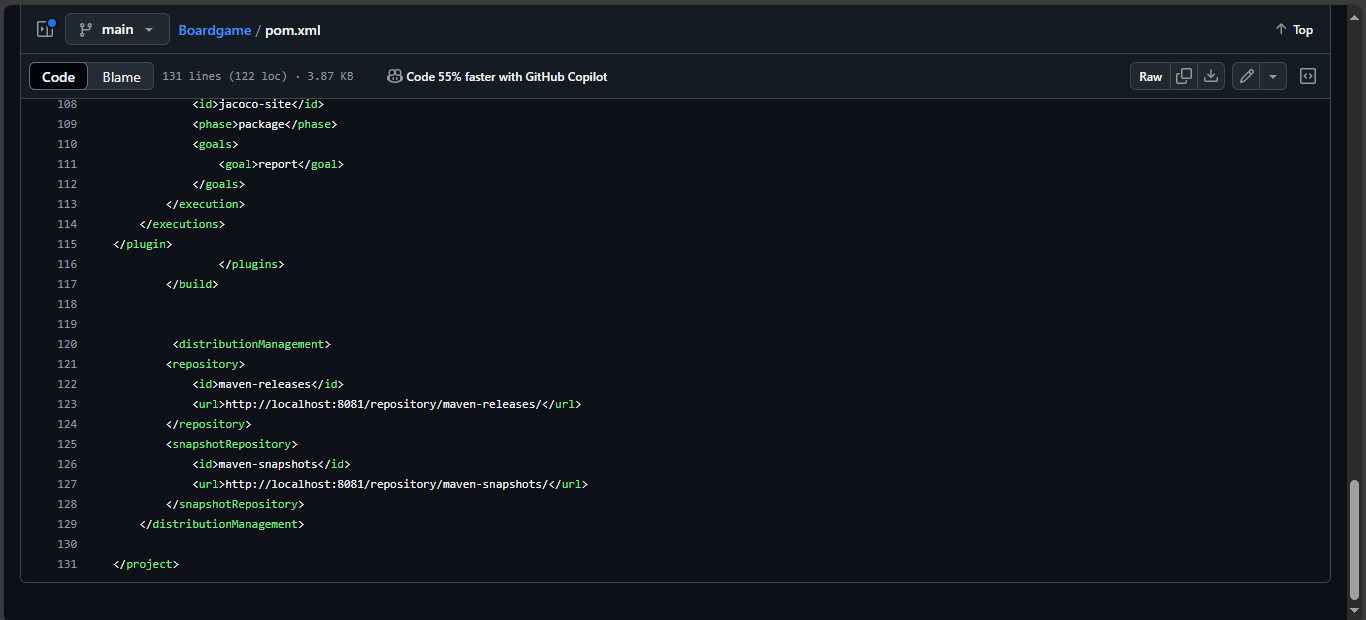 main
Boardgame / pom.xml
Top
Code Blame 131 lines (122 loc) · 3.87 KB Code 55% faster with GitHub Copilot Raw
108 <id>jacoco-site</id>
109 <phase>package</phase>
110 <goals>
111 <goal>report</goal>
112 </goals>
113 </execution>
114 </executions>
115 </plugin>
116 </plugins>
117 </build>
118
119
120 <distributionManagement>
121 <repository>
122 <id>maven-releases</id>
123 <url>http://localhost:8081/repository/maven-releases/</url>
124 </repository>
125 <snapshotRepository>
126 <id>maven-snapshots</id>
127 <url>http://localhost:8081/repository/maven-snapshots/</url>
128 </snapshotRepository>
129 </distributionManagement>
130
131 </project>